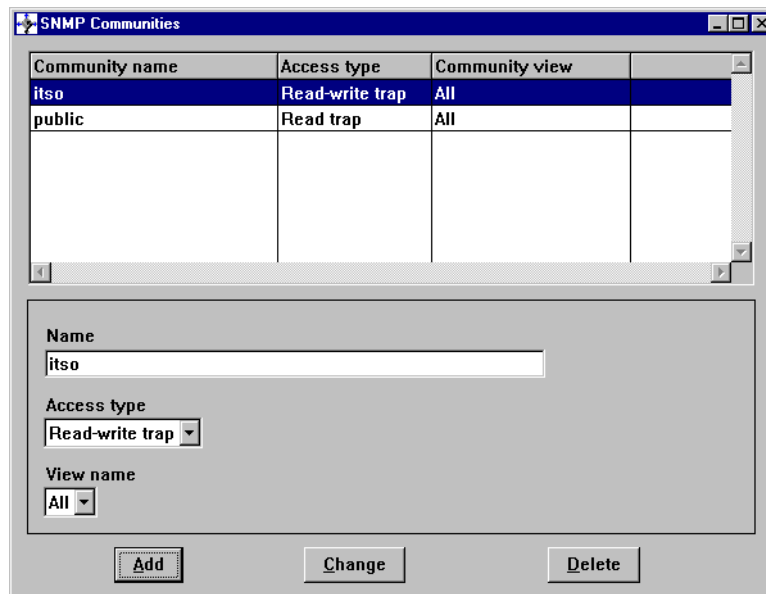 SNMP Communities
Community name Access type Community view
itso Read-write trap All
public Read trap All
Name
itso
Access type
Read-write trap
View name
All
Add Change Delete